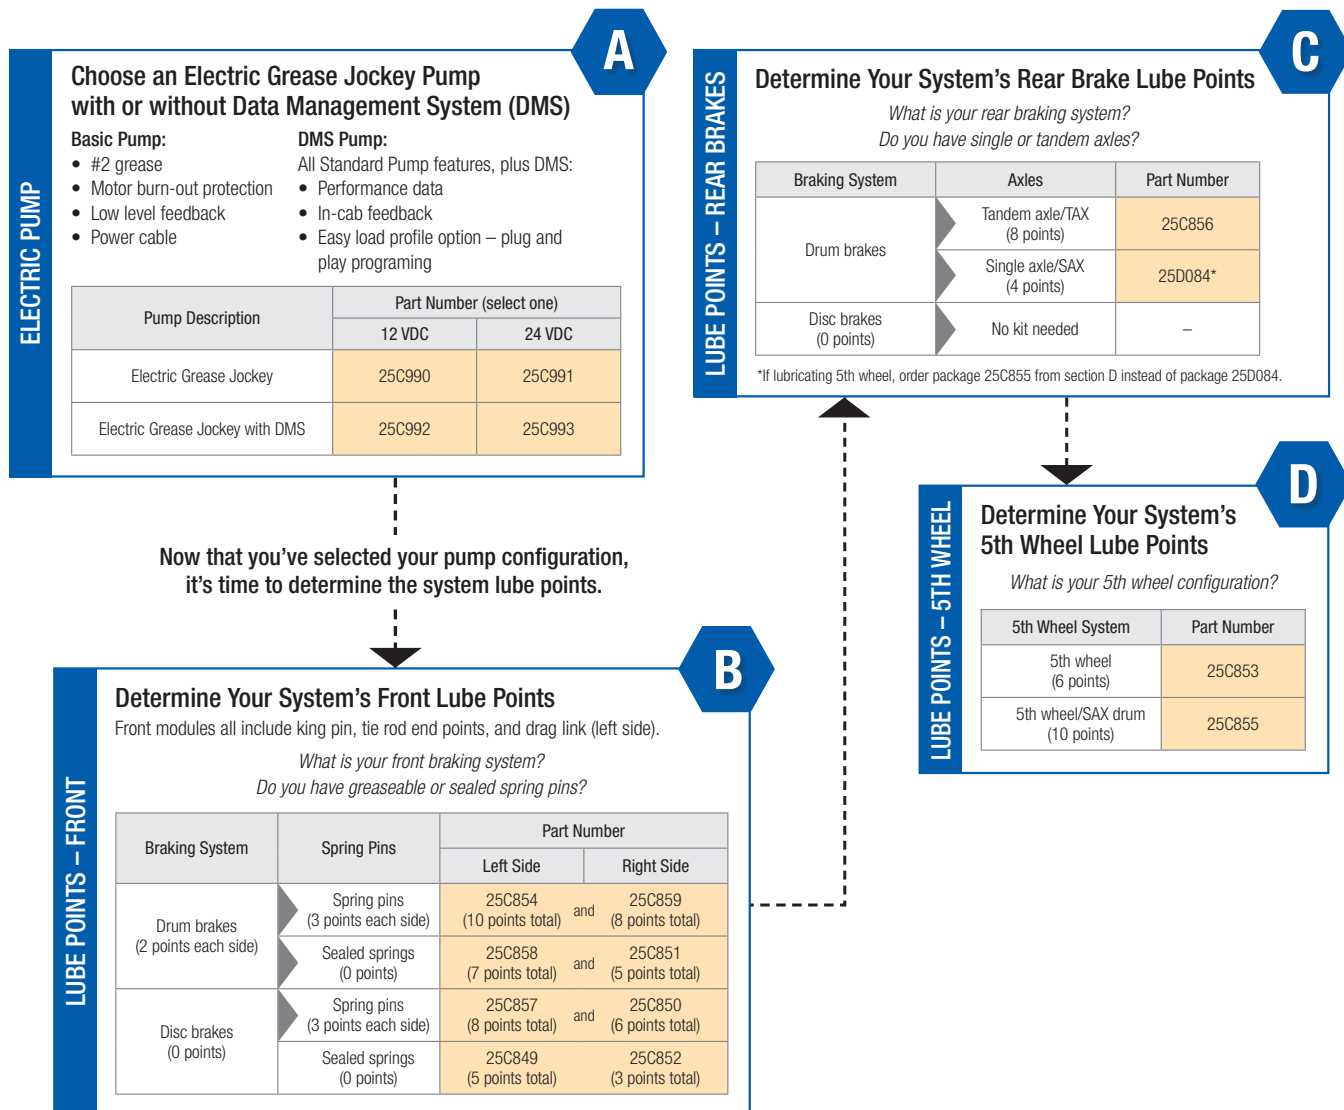 A
ELECTRIC PUMP
Choose an Electric Grease Jockey Pump
with or without Data Management System (DMS)
Basic Pump:
• #2 grease
• Motor burn-out protection
• Low level feedback
• Power cable
DMS Pump:
All Standard Pump features, plus DMS:
• Performance data
• In-cab feedback
• Easy load profile option – plug and
play programing
Pump Description
Part Number (select one)
12 VDC
24 VDC
Electric Grease Jockey
25C990
25C991
Electric Grease Jockey with DMS
25C992
25C993
Now that you’ve selected your pump configuration,
it’s time to determine the system lube points.
B
LUBE POINTS – FRONT
Determine Your System’s Front Lube Points
Front modules all include king pin, tie rod end points, and drag link (left side).
What is your front braking system?
Do you have greaseable or sealed spring pins?
Braking System
Spring Pins
Part Number
Left Side
Right Side
Drum brakes
(2 points each side)
Spring pins
(3 points each side)
25C854
(10 points total)
and
25C859
(8 points total)
Sealed springs
(0 points)
25C858
(7 points total)
and
25C851
(5 points total)
Disc brakes
(0 points)
Spring pins
(3 points each side)
25C857
(8 points total)
and
25C850
(6 points total)
Sealed springs
(0 points)
25C849
(5 points total)
25C852
(3 points total)
C
LUBE POINTS – REAR BRAKES
Determine Your System’s Rear Brake Lube Points
What is your rear braking system?
Do you have single or tandem axles?
Braking System
Axles
Part Number
Drum brakes
Tandem axle/TAX
(8 points)
25C856
Single axle/SAX
(4 points)
25D084*
Disc brakes
(0 points)
No kit needed
–
*If lubricating 5th wheel, order package 25C855 from section D instead of package 25D084.
D
LUBE POINTS – 5TH WHEEL
Determine Your System’s
5th Wheel Lube Points
What is your 5th wheel configuration?
5th Wheel System
Part Number
5th wheel
(6 points)
25C853
5th wheel/SAX drum
(10 points)
25C855